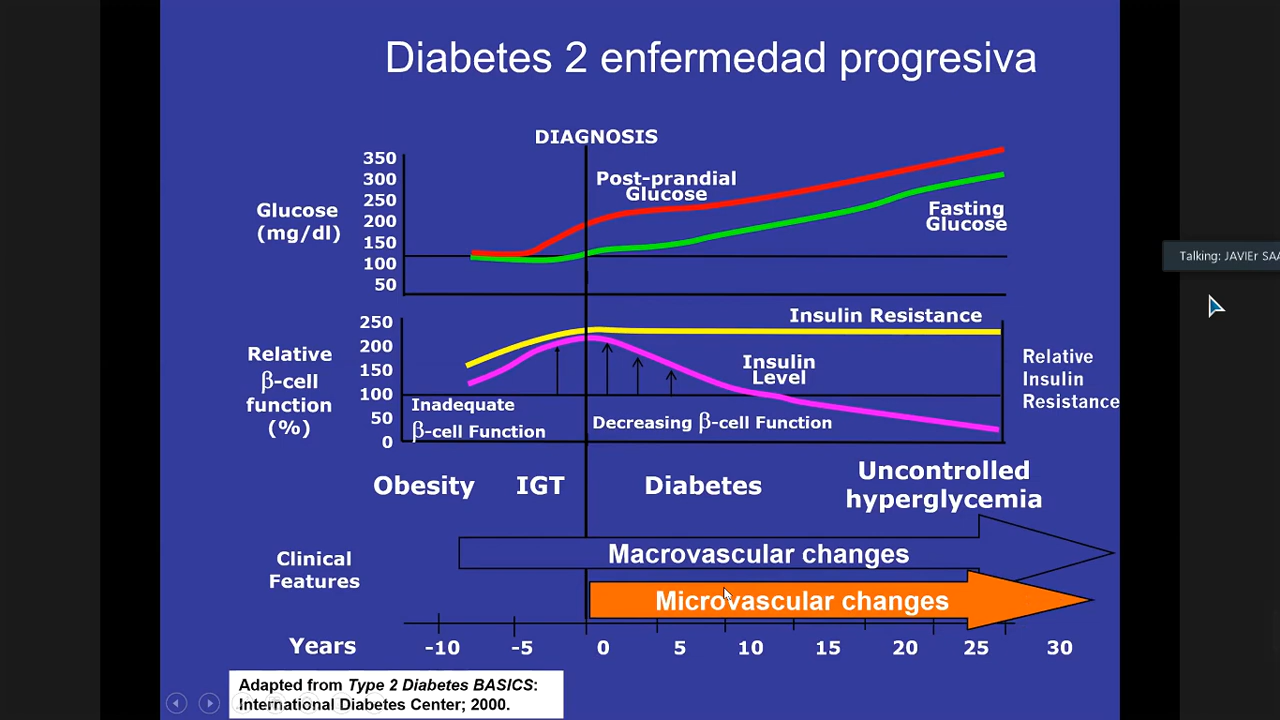 Diabetes 2 enfermedad progresiva
DIAGNOSIS
350
300
250
200
150
100
50
Glucose
(mg/dl)
Post-prandial
Glucose
Fasting
Glucose
Talking: JAVIEr SAA
250
200
150
100
50
0
Relative
β-cell
function
(%)
Insulin Resistance
Insulin
Level
Relative
Insulin
Resistance
Inadequate
β-cell Function
Decreasing β-cell Function
Obesity
IGT
Diabetes
Uncontrolled
hyperglycemia
Clinical
Features
Macrovascular changes
Microvascular changes
Years -10 -5 0 5 10 15 20 25 30
Adapted from Type 2 Diabetes BASICS:
International Diabetes Center; 2000.